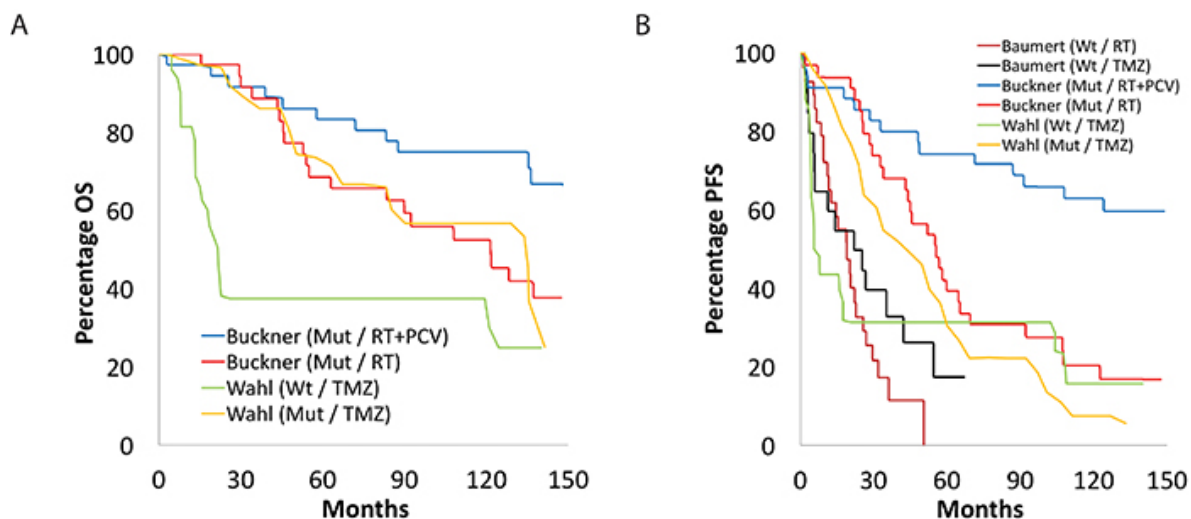 A
Percentage OS
100
80
60
40
20
0
Buckner (Mut / RT+PCV)
Buckner (Mut / RT)
Wahl (Wt / TMZ)
Wahl (Mut / TMZ)
0 30 60 90 120 150
Months
B
Percentage PFS
100
80
60
40
20
0
Baumert (Wt / RT)
Baumert (Wt / TMZ)
Buckner (Mut / RT+PCV)
Buckner (Mut / RT)
Wahl (Wt / TMZ)
Wahl (Mut / TMZ)
0 30 60 90 120 150
Months